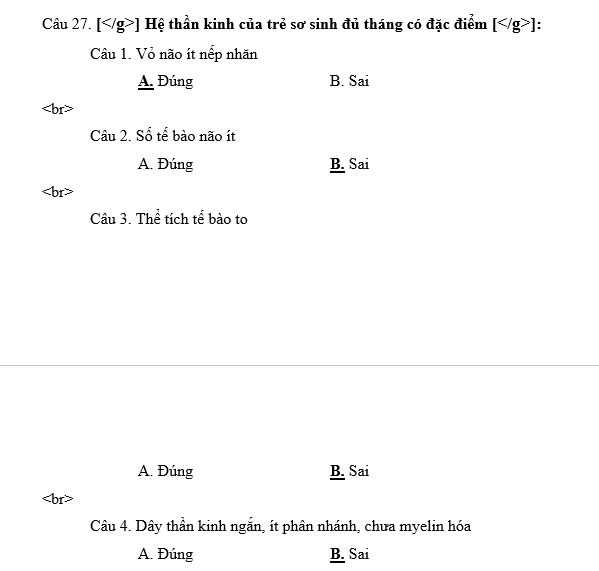 Câu 27. [</g>] Hệ thần kinh của trẻ sơ sinh đủ tháng có đặc điểm [</g>]:
Câu 1. Vỏ não ít nếp nhăn
A. Đúng B. Sai
<br>
Câu 2. Số tế bào não ít
A. Đúng B. Sai
<br>
Câu 3. Thể tích tế bào to
A. Đúng B. Sai
<br>
Câu 4. Dây thần kinh ngắn, ít phân nhánh, chưa myelin hóa
A. Đúng B. Sai